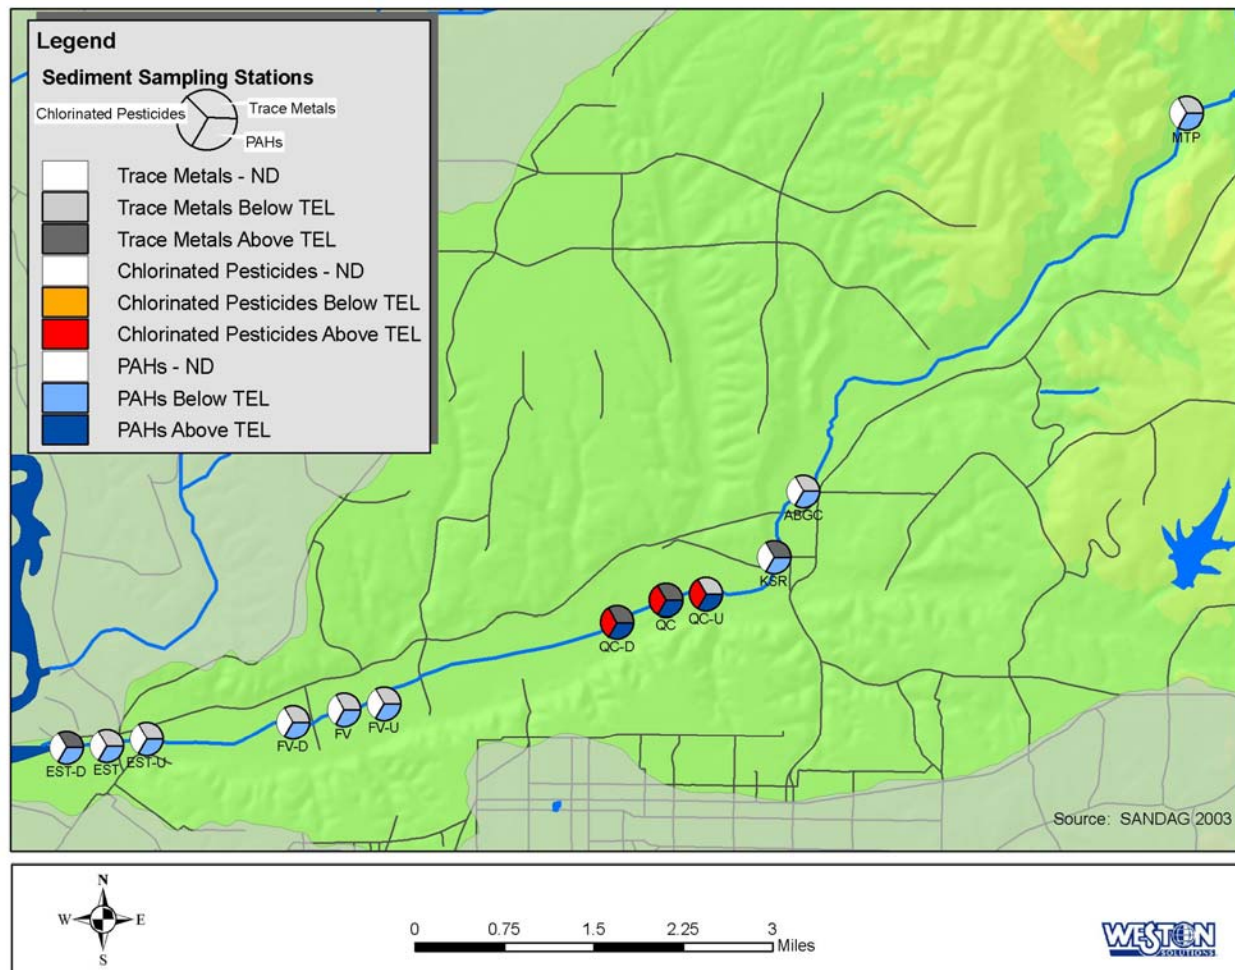 Legend
Sediment Sampling Stations
Chlorinated Pesticides
Trace Metals
PAHs
Trace Metals - ND
Trace Metals Below TEL
Trace Metals Above TEL
Chlorinated Pesticides - ND
Chlorinated Pesticides Below TEL
Chlorinated Pesticides Above TEL
PAHs - ND
PAHs Below TEL
PAHs Above TEL
MTP
ABGC
KSR
QC-U
QC
QC-D
FV-U
FV
FV-D
EST-U
EST
EST-D
Source: SANDAG 2003
N
W E
S
0 0.75 1.5 2.25 3
Miles
WESTON
SOLUTIONS